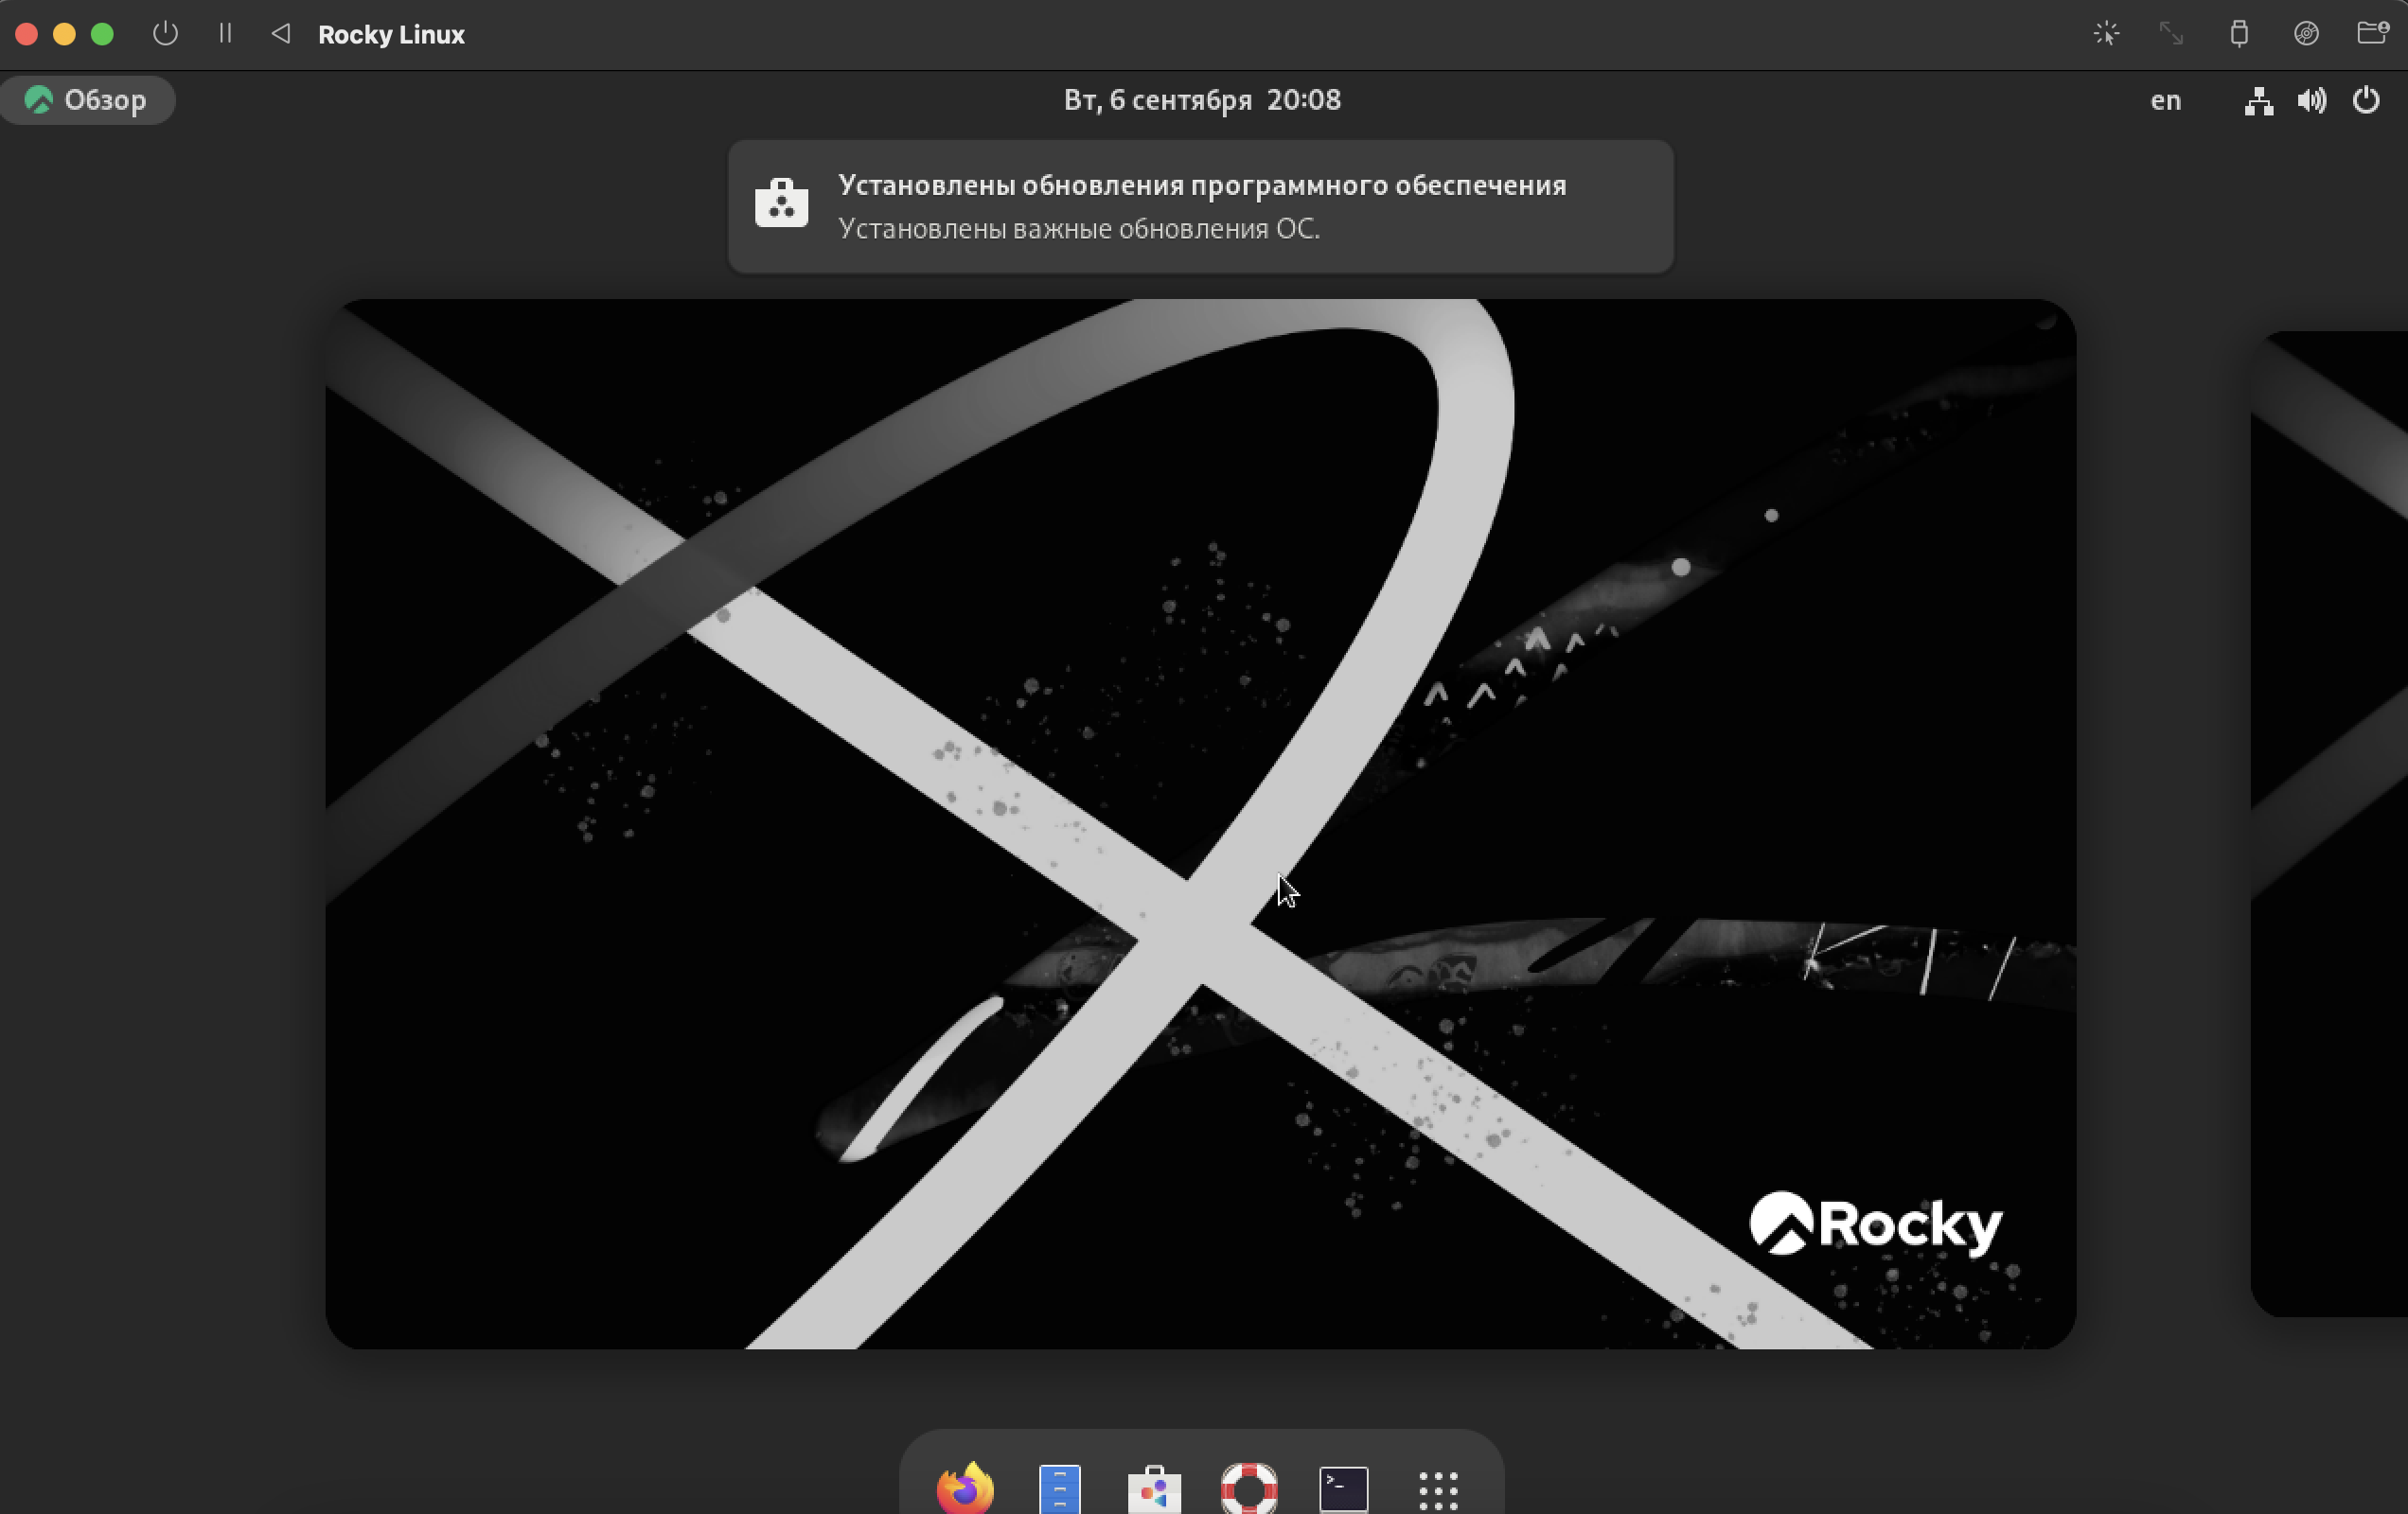 Rocky Linux
Обзор
Вт, 6 сентября 20:08
en
Установлены обновления программного обеспечения
Установлены важные обновления ОС.
Rocky
>_